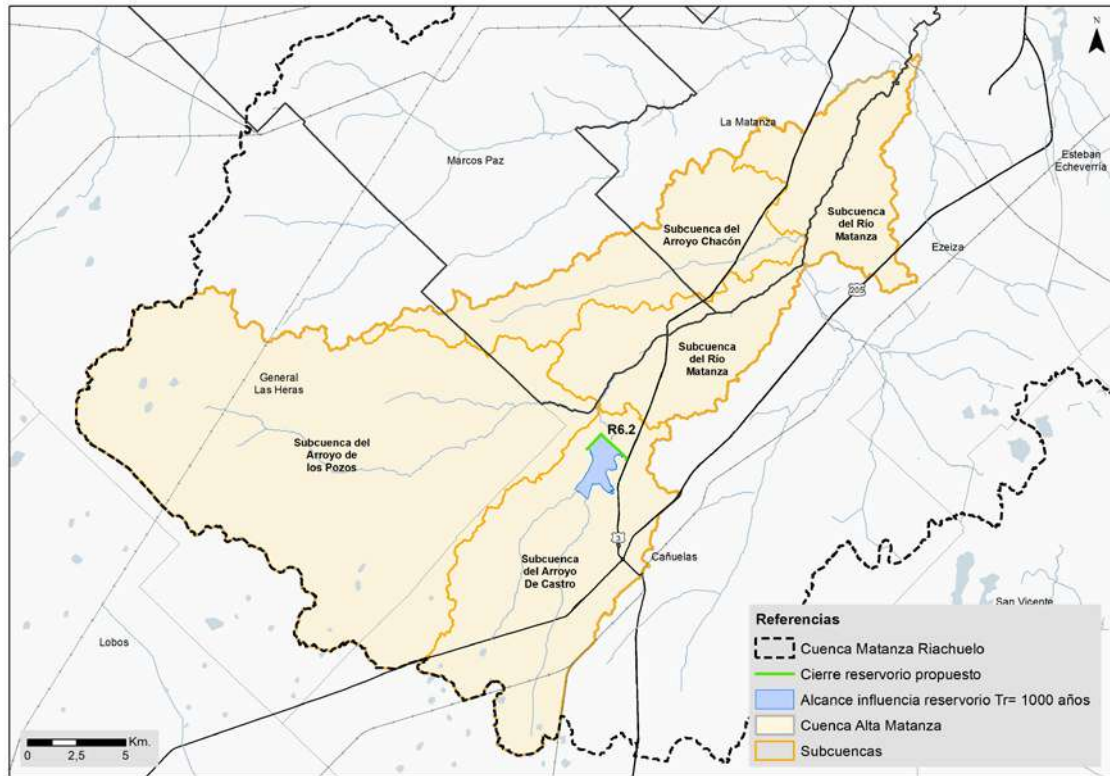 N
La Matanza
Marcos Paz
Esteban
Echeverría
Subcuenca
del Río
Matanza
Subcuenca del
Arroyo Chacón
Ezeiza
205
Subcuenca
del Río
Matanza
General
Las Heras
R6.2
Subcuenca del
Arroyo de
los Pozos
3
Cañuelas
Subcuenca
del Arroyo
De Castro
San Vicente
Lobos
Referencias
Cuenca Matanza Riachuelo
Cierre reservorio propuesto
Alcance influencia reservorio Tr= 1000 años
Cuenca Alta Matanza
Subcuencas
Km.
0 2,5 5